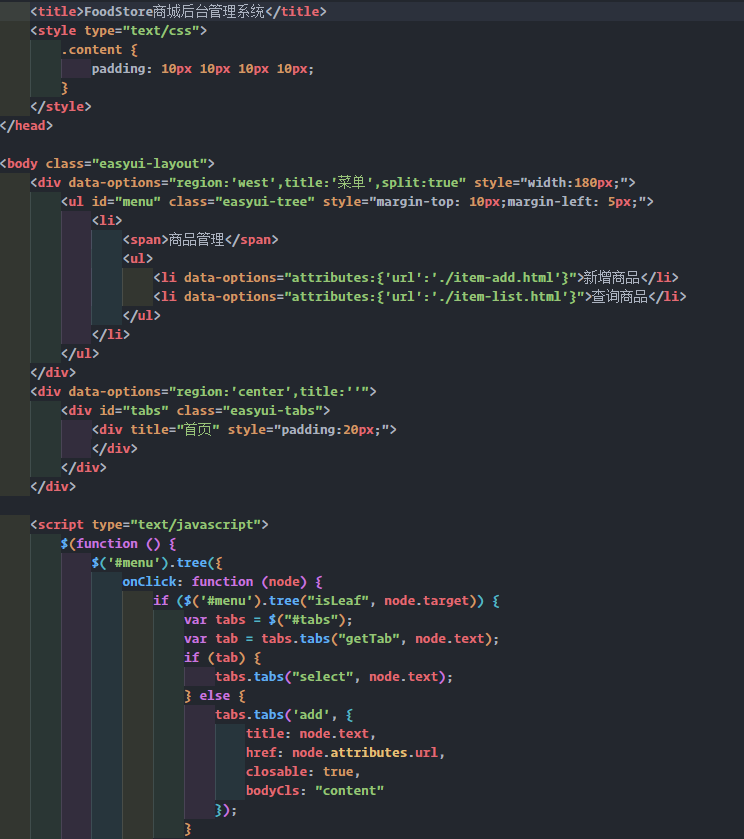 <title>FoodStore商城后台管理系统</title>
<style type="text/css">
.content {
padding: 10px 10px 10px 10px;
}
</style>
</head>
<body class="easyui-layout">
<div data-options="region:'west',title:'菜单',split:true" style="width:180px;">
<ul id="menu" class="easyui-tree" style="margin-top: 10px;margin-left: 5px;">
<li>
<span>商品管理</span>
<ul>
<li data-options="attributes:{'url':'./item-add.html'}">新增商品</li>
<li data-options="attributes:{'url':'./item-list.html'}">查询商品</li>
</ul>
</li>
</ul>
</div>
<div data-options="region:'center',title:''">
<div id="tabs" class="easyui-tabs">
<div title="首页" style="padding:20px;">
</div>
</div>
</div>
<script type="text/javascript">
$(function () {
$('#menu').tree({
onClick: function (node) {
if ($('#menu').tree("isLeaf", node.target)) {
var tabs = $("#tabs");
var tab = tabs.tabs("getTab", node.text);
if (tab) {
tabs.tabs("select", node.text);
} else {
tabs.tabs('add', {
title: node.text,
href: node.attributes.url,
closable: true,
bodyCls: "content"
});
}